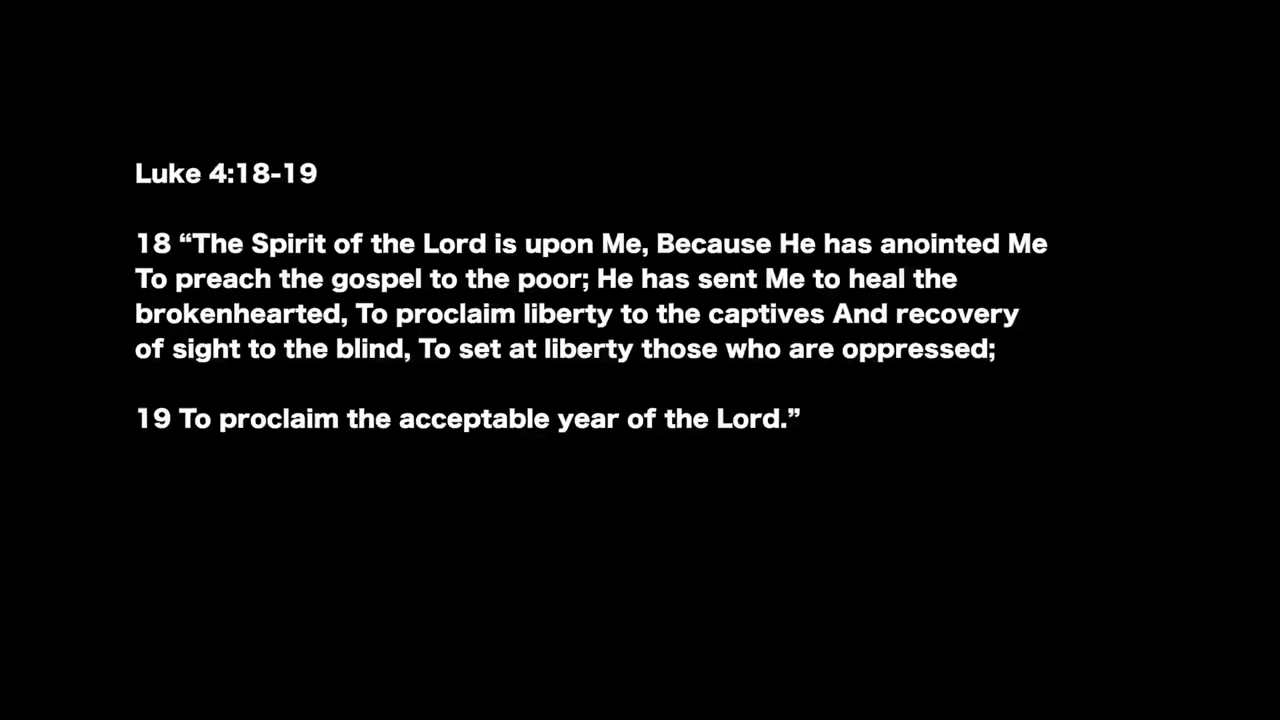 Luke 4:18-19
18 “The Spirit of the Lord is upon Me, Because He has anointed Me
To preach the gospel to the poor; He has sent Me to heal the
brokenhearted, To proclaim liberty to the captives And recovery
of sight to the blind, To set at liberty those who are oppressed;
19 To proclaim the acceptable year of the Lord.”